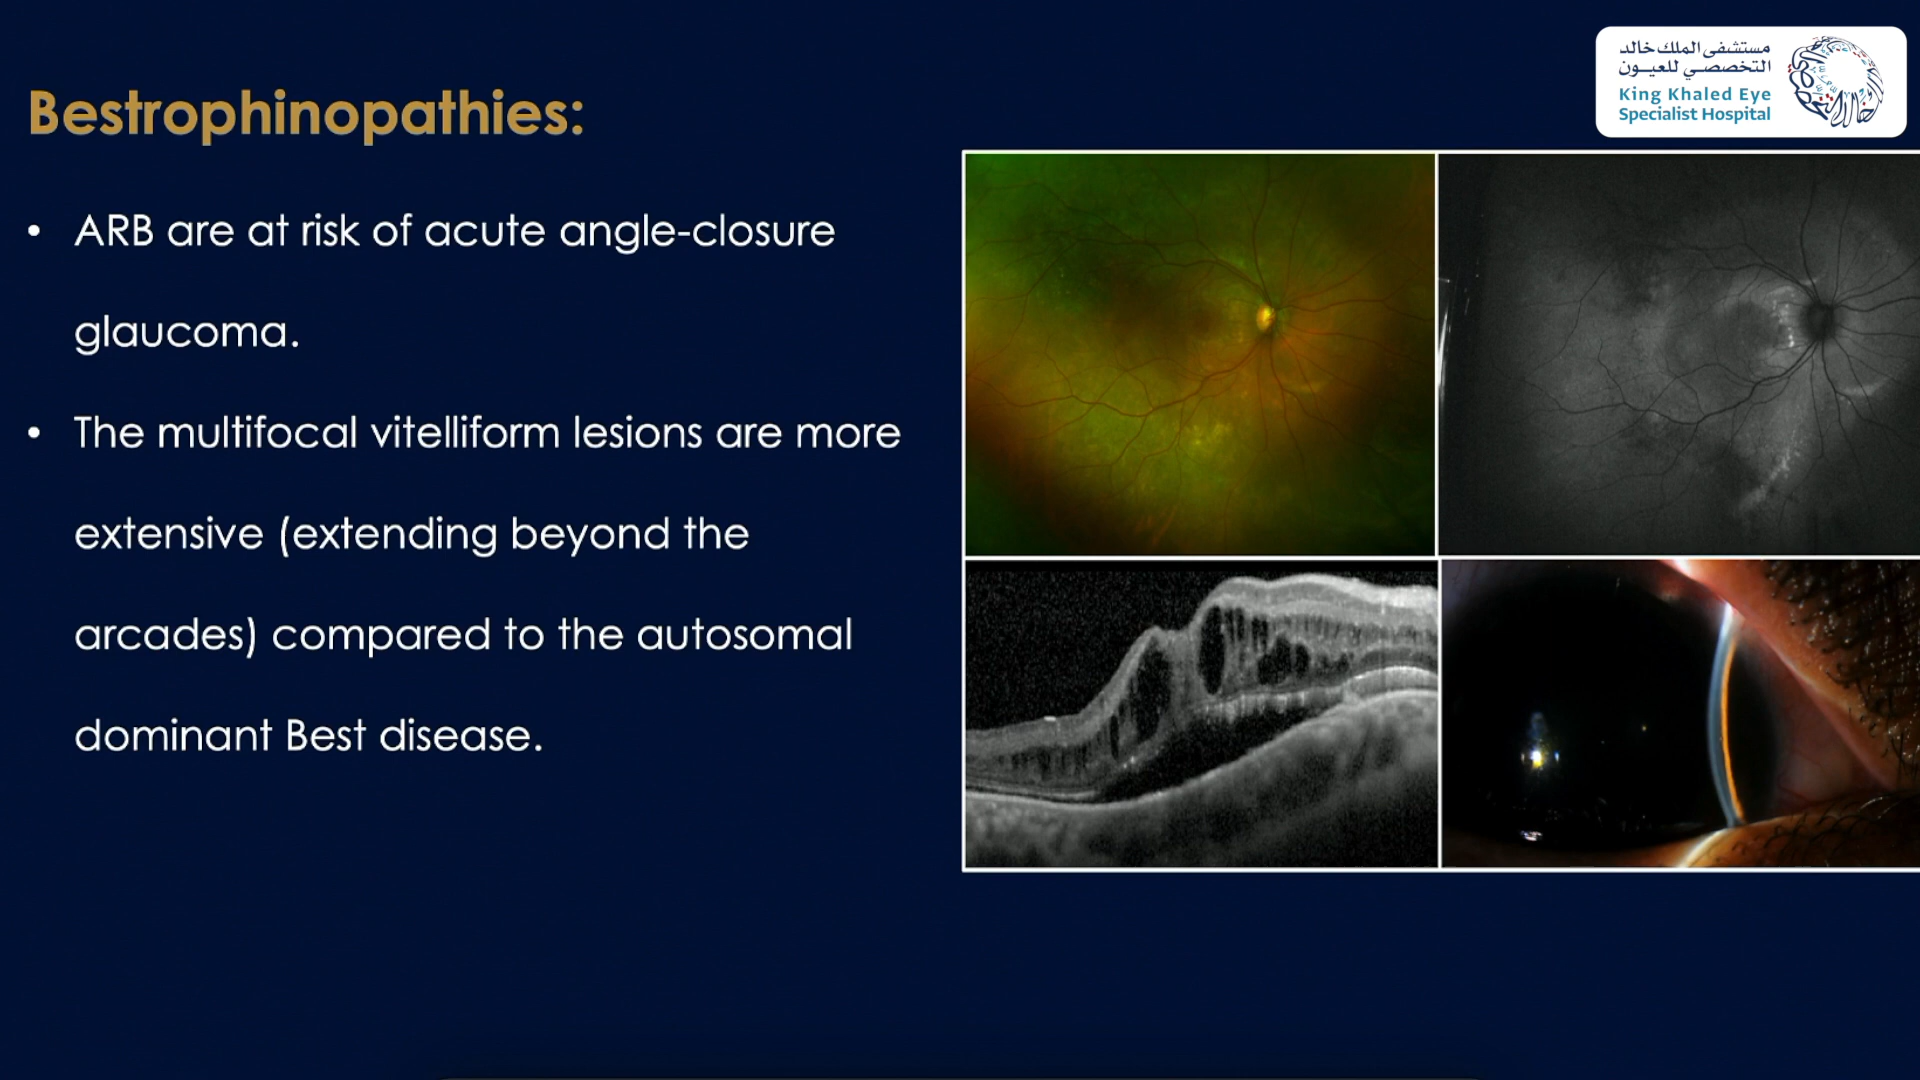 مستشفى الملك خالد
التخصصي للعيون
King Khaled Eye
Specialist Hospital
Bestrophinopathies:
• ARB are at risk of acute angle-closure
glaucoma.
• The multifocal vitelliform lesions are more
extensive (extending beyond the
arcades) compared to the autosomal
dominant Best disease.